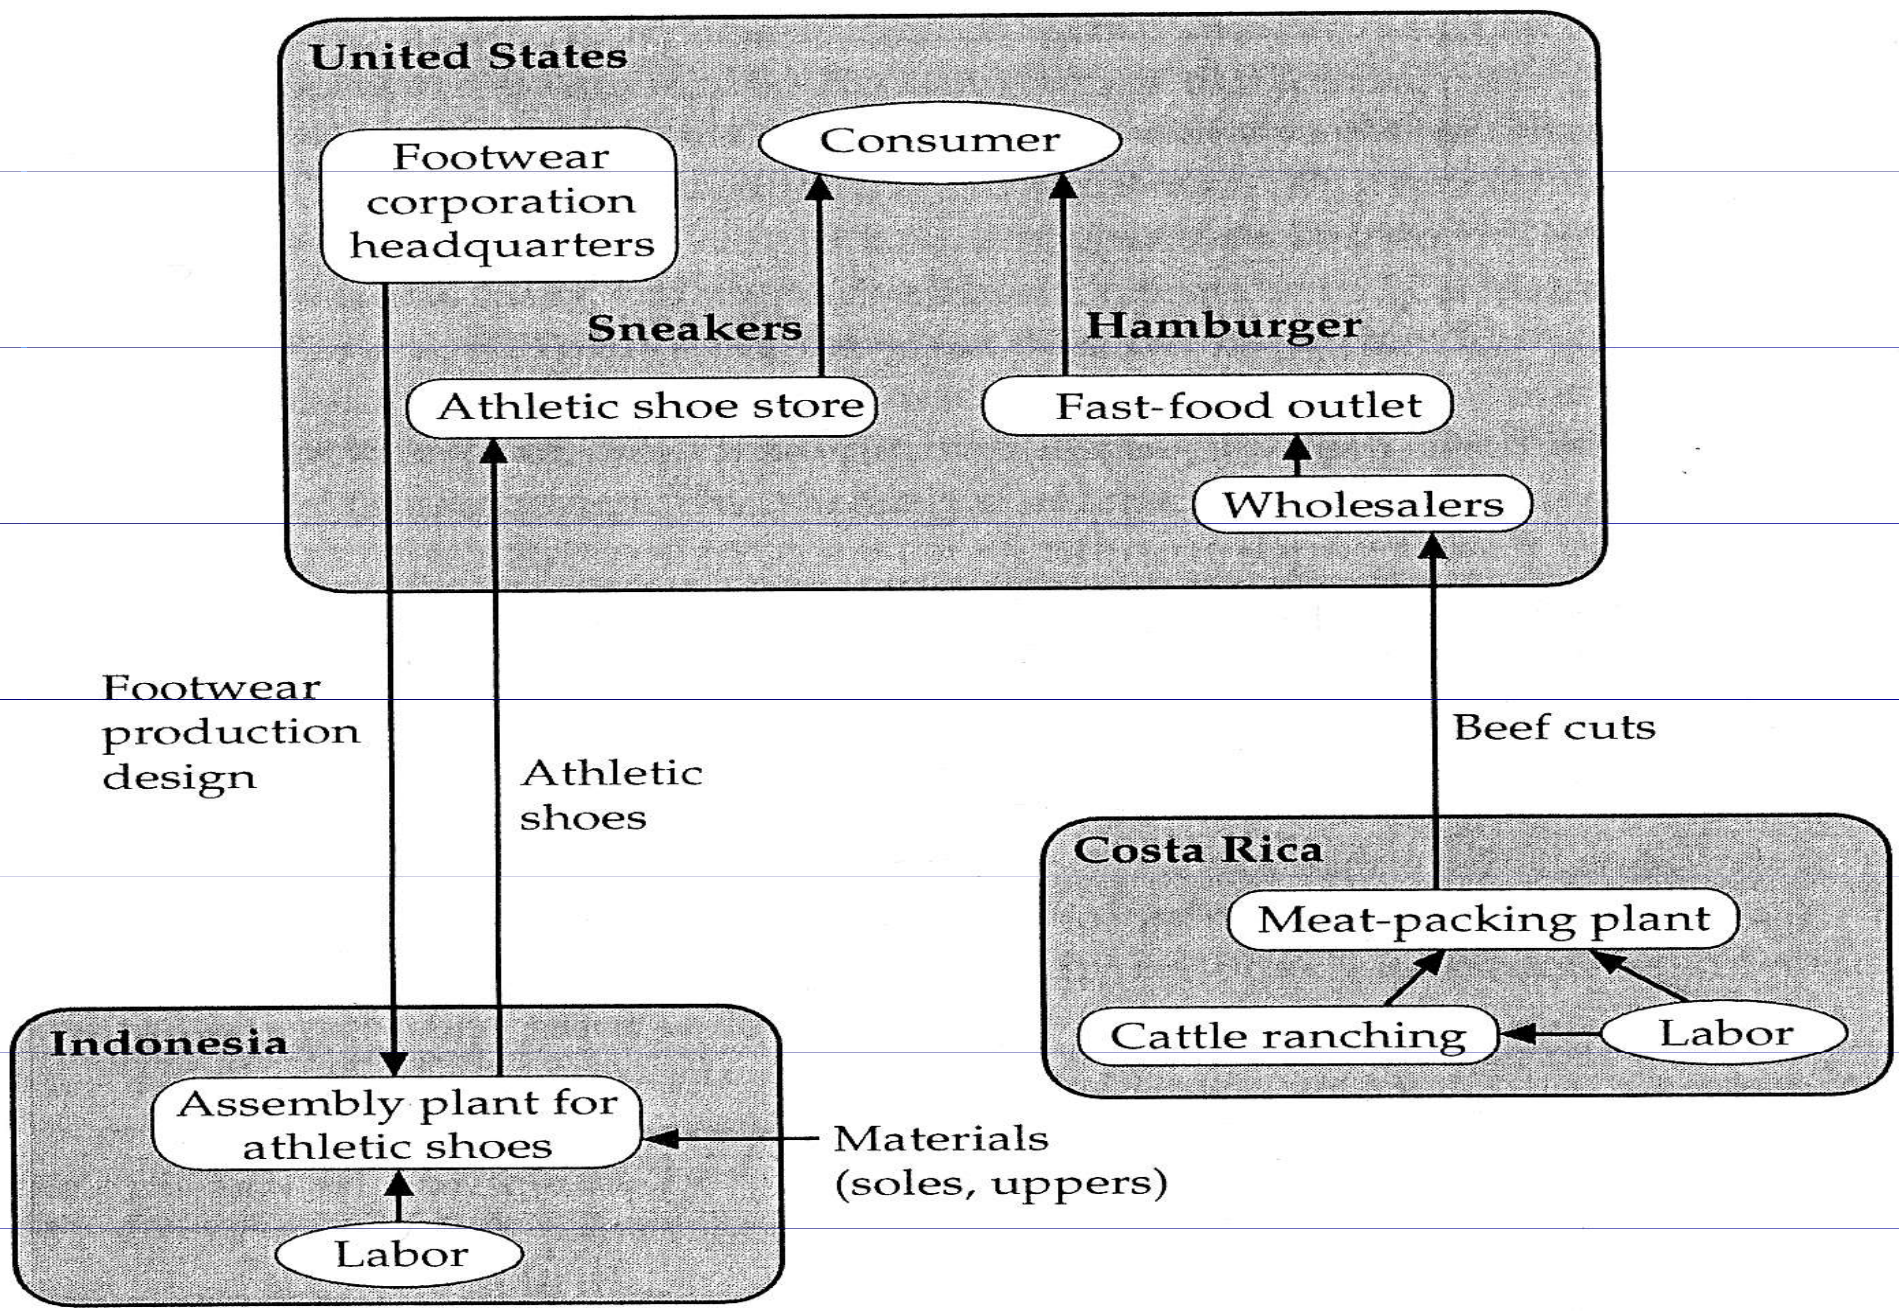 United States
Footwear
corporation
headquarters
Consumer
Sneakers
Hamburger
Athletic shoe store
Fast-food outlet
Wholesalers
Footwear
production
design
Athletic
shoes
Beef cuts
Costa Rica
Meat-packing plant
Cattle ranching
Labor
Indonesia
Assembly plant for
athletic shoes
Materials
(soles, uppers)
Labor